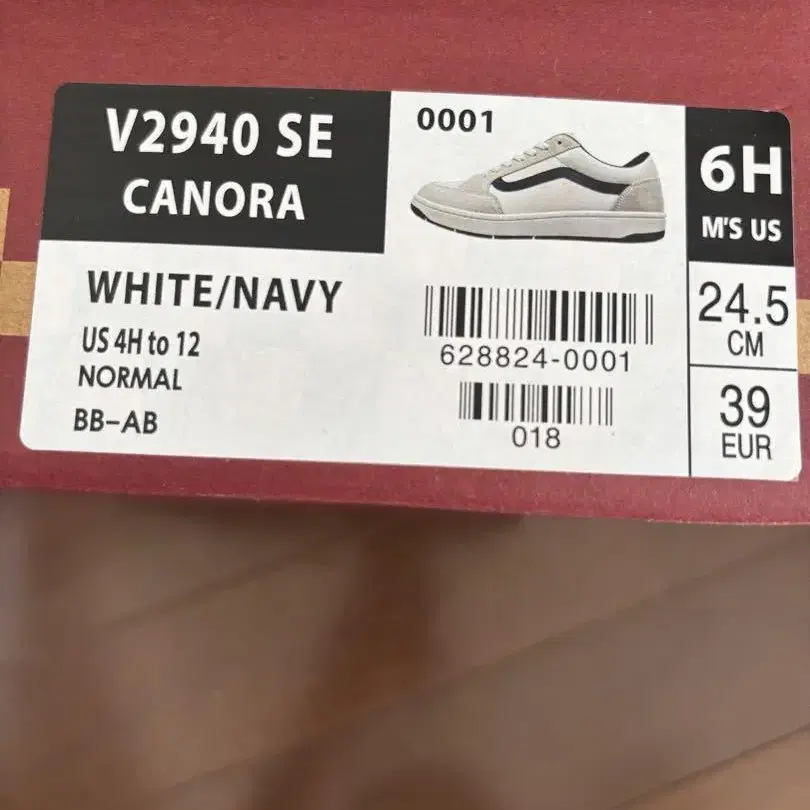 V2940 SE
CANORA
0001
6H
M'S US
WHITE/NAVY
US 4H to 12
NORMAL
BB-AB
628824-0001
018
24.5
CM
39
EUR